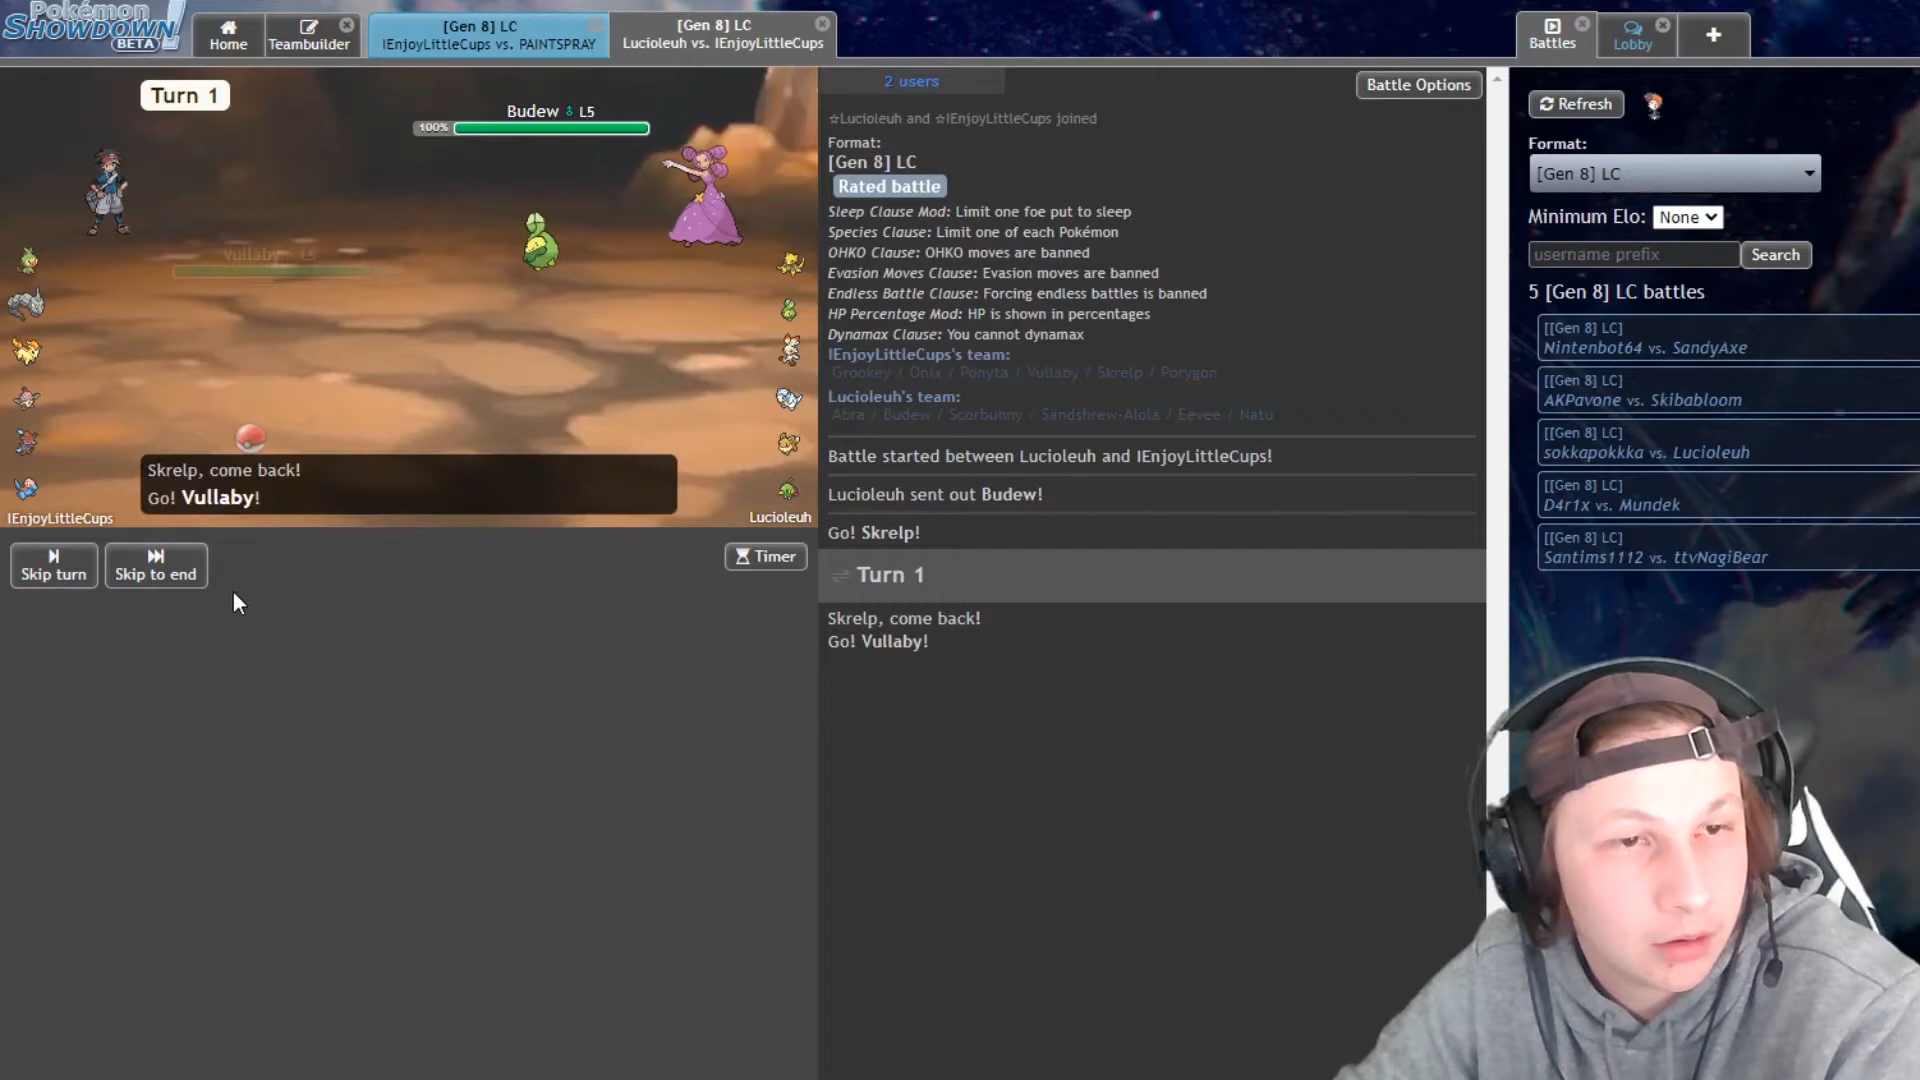 Pokémon
SHOWDOWN!
BETA
Home
Teambuilder
[Gen 8] LC
IEnjoyLittleCups vs. PAINTSPRAY
[Gen 8] LC
Lucioleuh vs. IEnjoyLittleCups
Battles
Lobby
+
Turn 1
Budew L5
100%
Vullaby L5
Skrelp, come back!
Go! Vullaby!
IEnjoyLittleCups
Lucioleuh
Skip turn
Skip to end
Timer
2 users
Battle Options
☆Lucioleuh and ☆IEnjoyLittleCups joined
Format:
[Gen 8] LC
Rated battle
Sleep Clause Mod: Limit one foe put to sleep
Species Clause: Limit one of each Pokémon
OHKO Clause: OHKO moves are banned
Evasion Moves Clause: Evasion moves are banned
Endless Battle Clause: Forcing endless battles is banned
HP Percentage Mod: HP is shown in percentages
Dynamax Clause: You cannot dynamax
IEnjoyLittleCups's team:
Grookey / Onix / Ponyta / Vullaby / Skrelp / Porygon
Lucioleuh's team:
Abra / Budew / Scorbunny / Sandshrew-Alola / Eevee / Natu
Battle started between Lucioleuh and IEnjoyLittleCups!
Lucioleuh sent out Budew!
Go! Skrelp!
Turn 1
Skrelp, come back!
Go! Vullaby!
Refresh
Format:
[Gen 8] LC
Minimum Elo: None
username prefix
Search
5 [Gen 8] LC battles
[[Gen 8] LC]
Nintenbot64 vs. SandyAxe
[[Gen 8] LC]
AKPavone vs. Skibabloom
[[Gen 8] LC]
sokkapokkka vs. Lucioleuh
[[Gen 8] LC]
D4r1x vs. Mundek
[[Gen 8] LC]
Santims1112 vs. ttvNagiBear